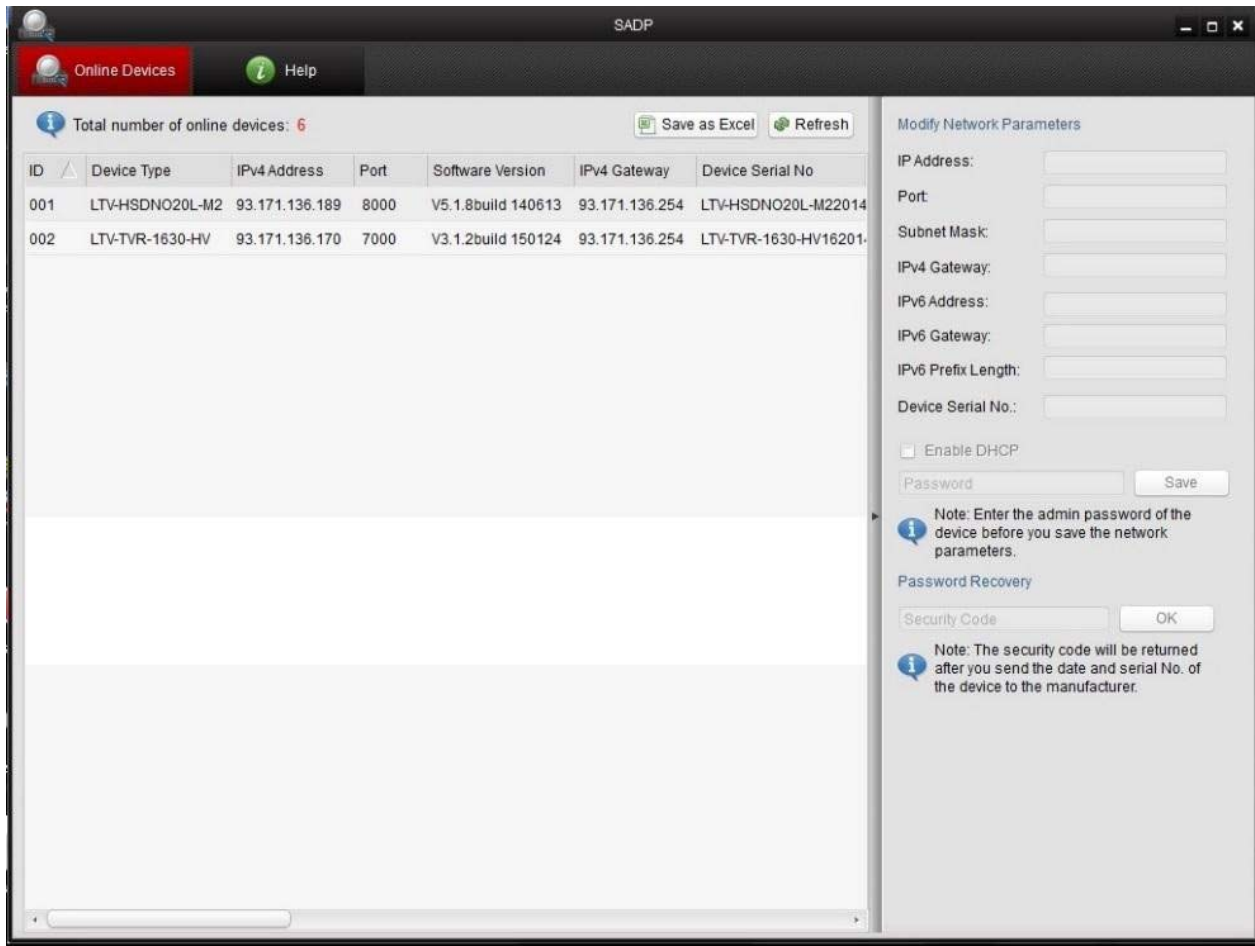 SADP
Online Devices
Help
Total number of online devices: 6
Save as Excel
Refresh
ID Device Type IPv4 Address Port Software Version IPv4 Gateway Device Serial No
001 LTV-HSDNO20L-M2 93.171.136.189 8000 V5.1.8build 140613 93.171.136.254 LTV-HSDNO20L-M22014
002 LTV-TVR-1630-HV 93.171.136.170 7000 V3.1.2build 150124 93.171.136.254 LTV-TVR-1630-HV16201
Modify Network Parameters
IP Address:
Port:
Subnet Mask:
IPv4 Gateway:
IPv6 Address:
IPv6 Gateway:
IPv6 Prefix Length:
Device Serial No.:
Enable DHCP
Password
Save
Note: Enter the admin password of the
device before you save the network
parameters.
Password Recovery
Security Code
OK
Note: The security code will be returned
after you send the date and serial No. of
the device to the manufacturer.